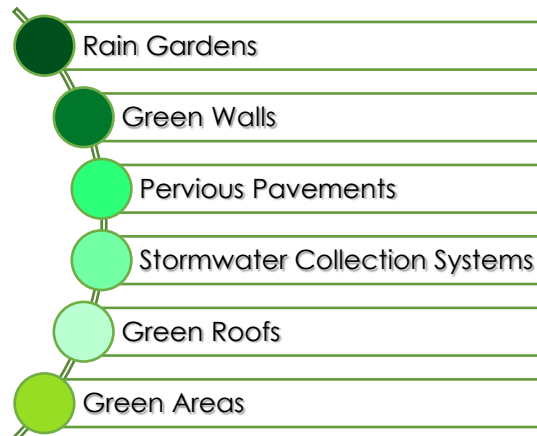 Rain Gardens
Green Walls
Pervious Pavements
Stormwater Collection Systems
Green Roofs
Green Areas